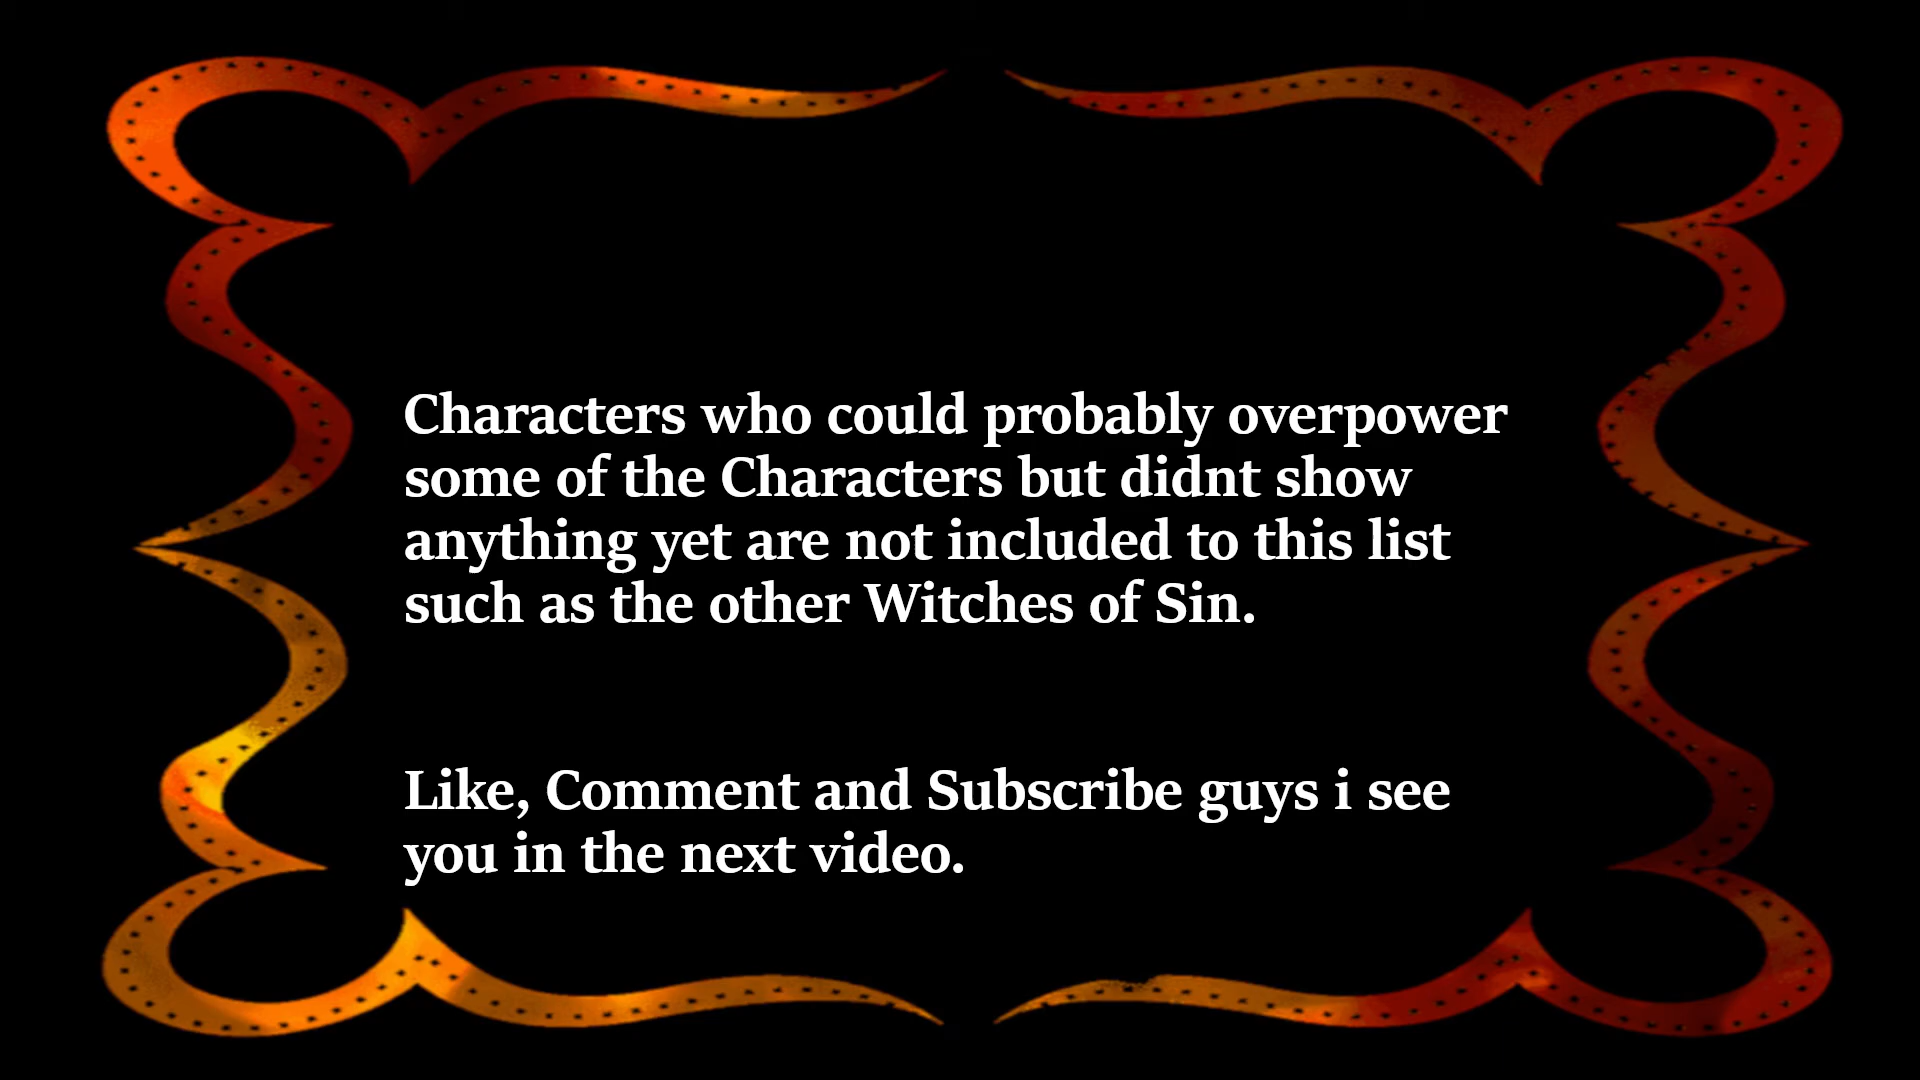 Characters who could probably overpower
some of the Characters but didnt show
anything yet are not included to this list
such as the other Witches of Sin.
Like, Comment and Subscribe guys i see
you in the next video.